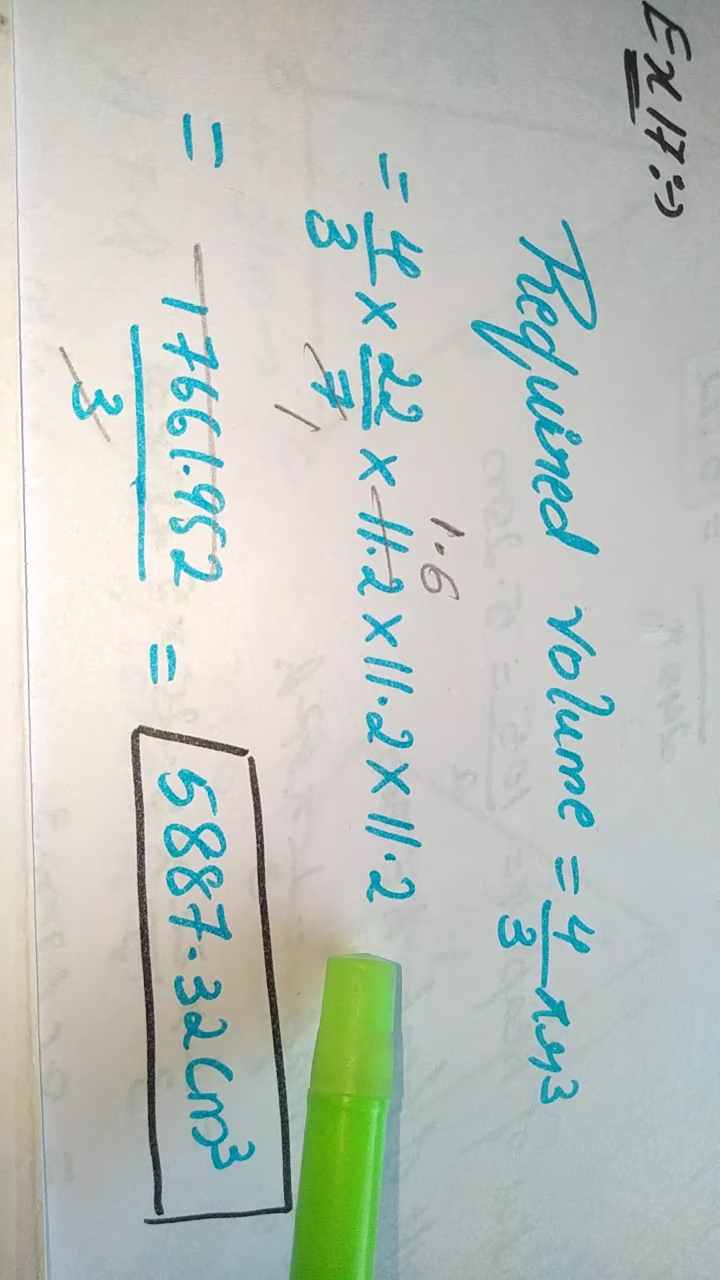 Ex 17:->
Required volume = 4/3 πr³
= 4/3 × 22/7 × 11.2 × 11.2 × 11.2
1.6
1
= 17661.952/3 = 5887.32 cm³